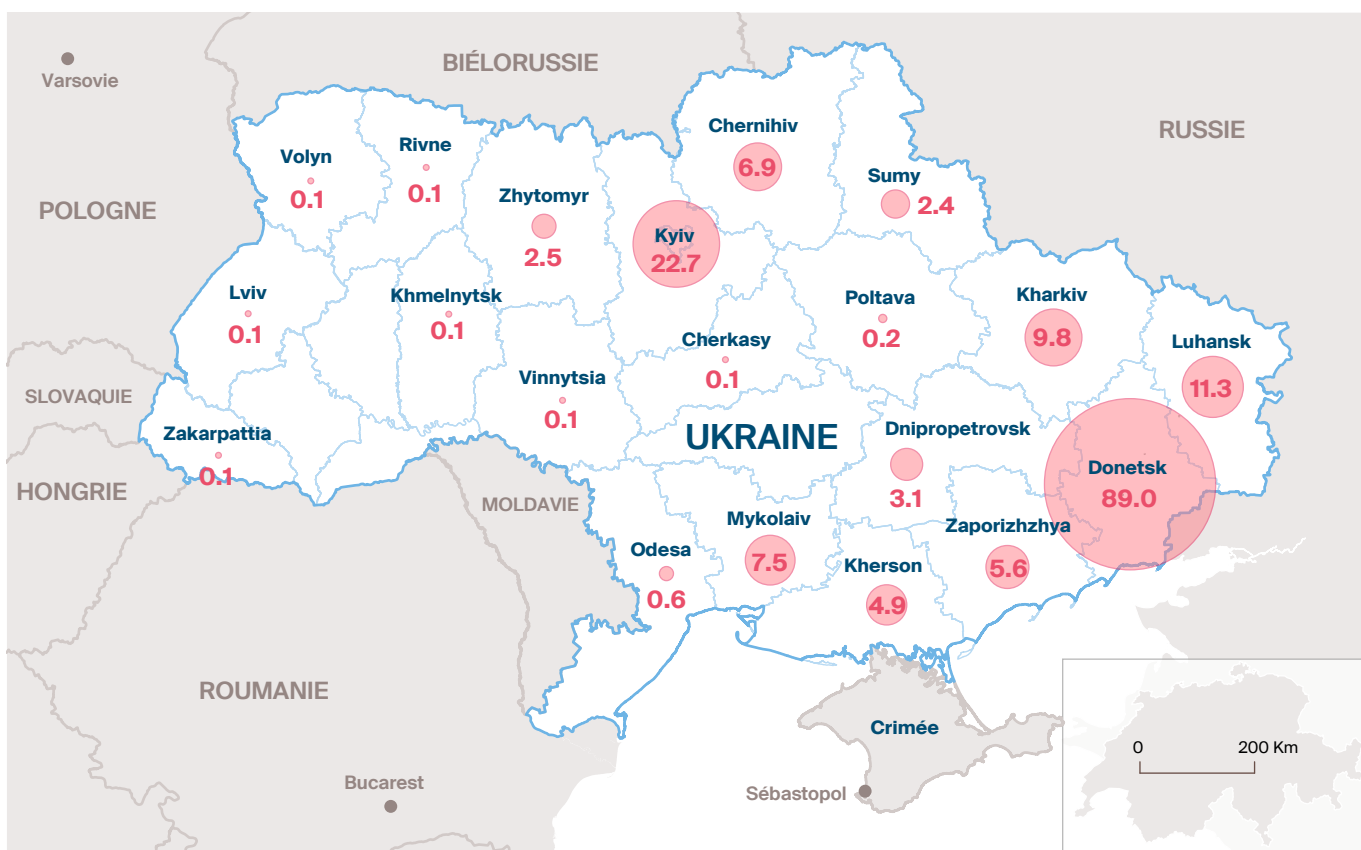 BIÉLORUSSIE
Varsovie
Chernihiv
6.9
RUSSIE
Rivne
0.1
Volyn
0.1
Sumy
2.4
Zhytomyr
2.5
POLOGNE
Kyiv
22.7
Lviv
0.1
Khmelnytsk
0.1
Poltava
0.2
Kharkiv
9.8
Cherkasy
0.1
Luhansk
11.3
Vinnytsia
0.1
SLOVAQUIE
Zakarpattia
0.1
UKRAINE
Dnipropetrovsk
3.1
Donetsk
89.0
HONGRIE
MOLDAVIE
Mykolaiv
7.5
Zaporizhzhya
5.6
Odesa
0.6
Kherson
4.9
ROUMANIE
Crimée
0 200 Km
Bucarest
Sébastopol